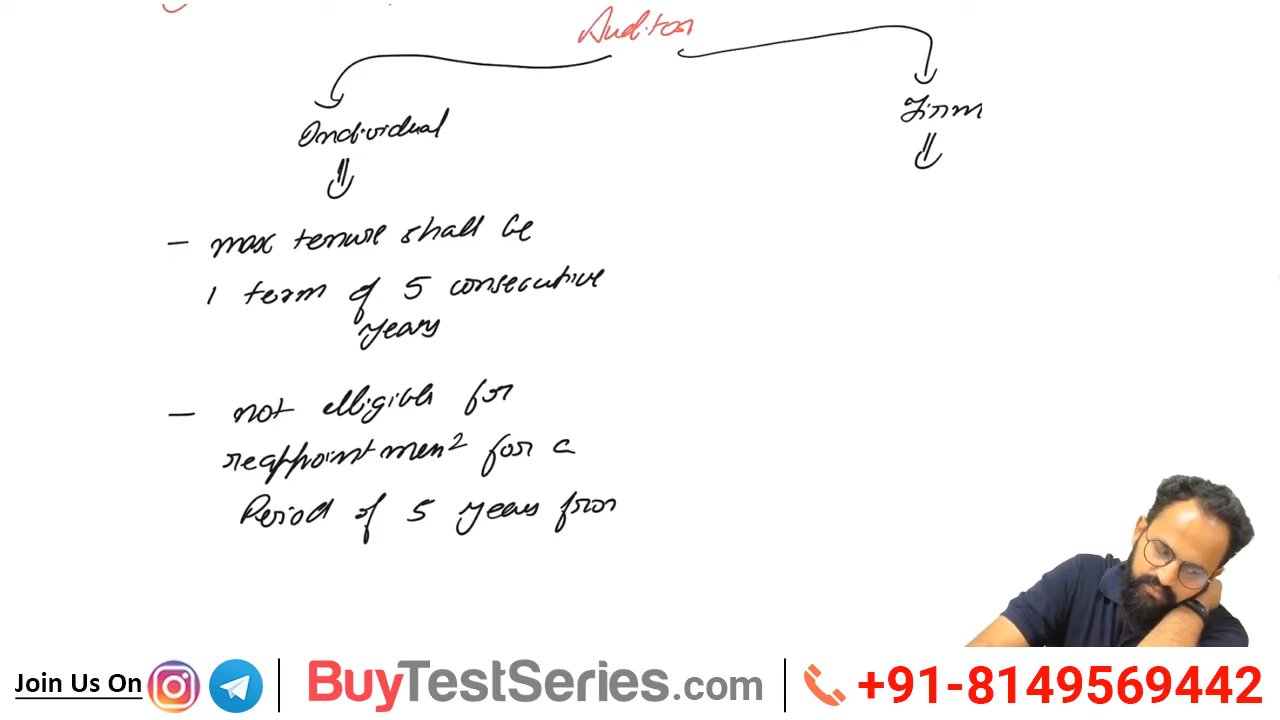 Auditor
Individual
Firm
- max tenure shall be
1 term of 5 consecutive
years
- not elligible for
reappointment for a
Period of 5 years from
Join Us On
BuyTestSeries.com
+91-8149569442